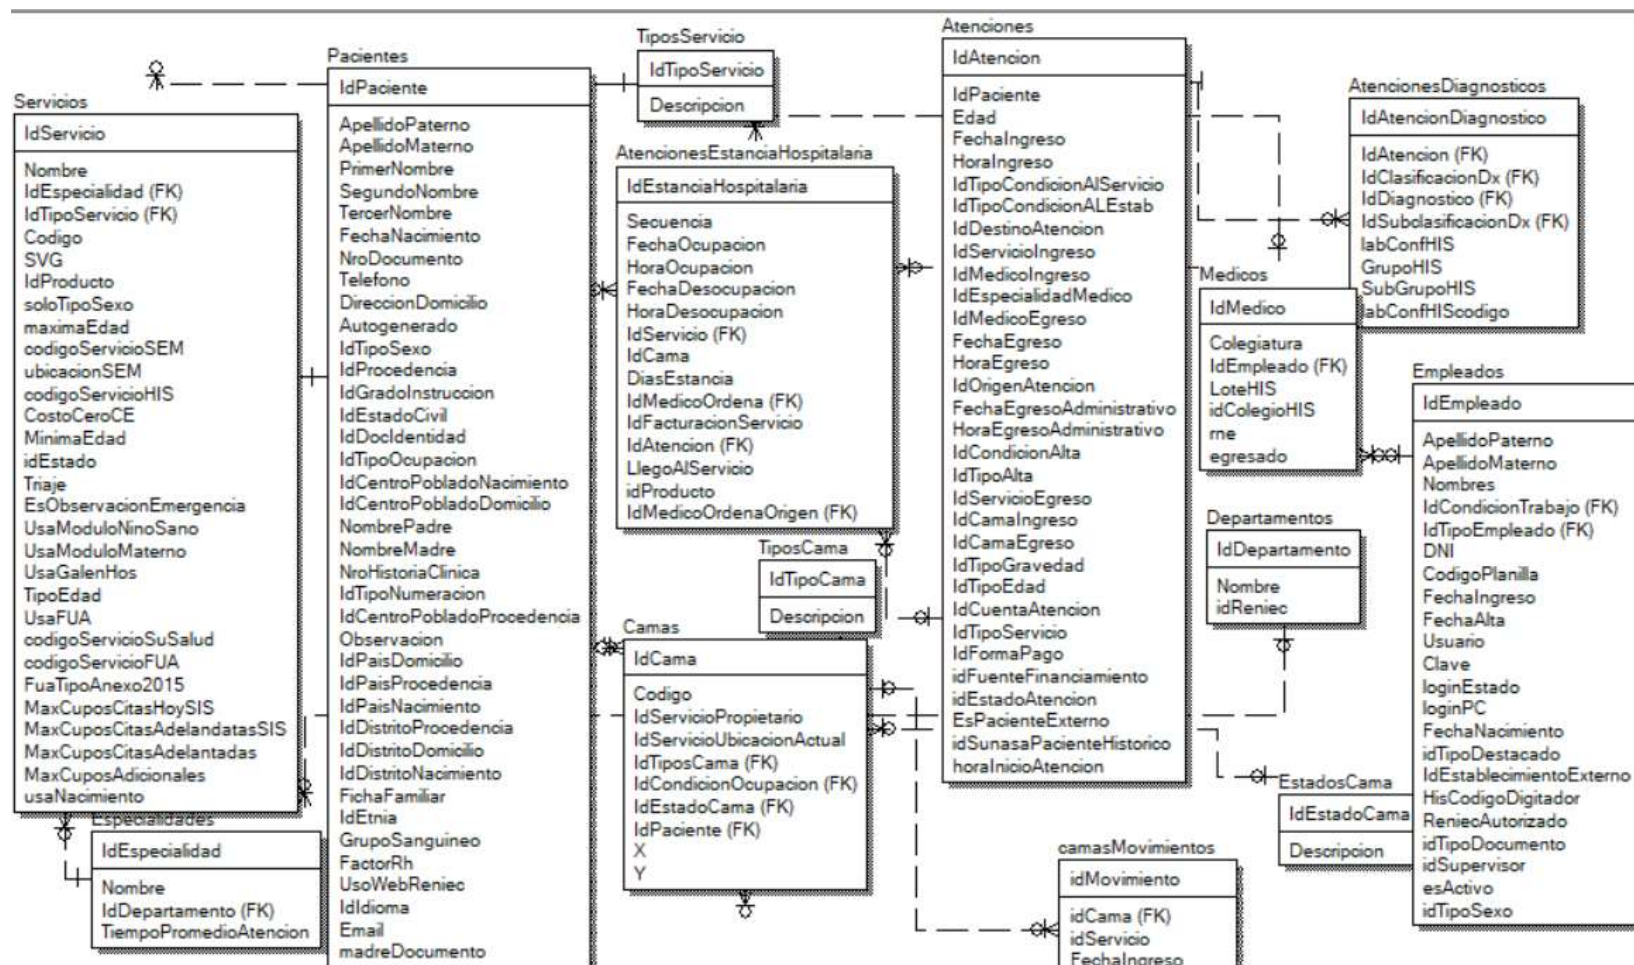 Servicios
IdServicio
Nombre
IdEspecialidad (FK)
IdTipoServicio (FK)
Codigo
SVG
IdProducto
soloTipoSexo
maximaEdad
codigoServicioSEM
ubicacionSEM
codigoServicioHIS
CostoCeroCE
MinimaEdad
idEstado
Triaje
EsObservacionEmergencia
UsaModuloNinoSano
UsaModuloMaterno
UsaGalenHos
TipoEdad
UsaFUA
codigoServicioSuSalud
codigoServicioFUA
FuaTipoAnexo2015
MaxCuposCitasHoySIS
MaxCuposCitasAdelandatasSIS
MaxCuposCitasAdelantadas
MaxCuposAdicionales
usaNacimiento
Especialidades
IdEspecialidad
Nombre
IdDepartamento (FK)
TiempoPromedioAtencion
Pacientes
IdPaciente
ApellidoPaterno
ApellidoMaterno
PrimerNombre
SegundoNombre
TercerNombre
FechaNacimiento
NroDocumento
Telefono
DireccionDomicilio
Autogenerado
IdTipoSexo
IdProcedencia
IdGradoInstruccion
IdEstadoCivil
IdDocIdentidad
IdTipoOcupacion
IdCentroPobladoNacimiento
IdCentroPobladoDomicilio
NombrePadre
NombreMadre
NroHistoriaClinica
IdTipoNumeracion
IdCentroPobladoProcedencia
Observacion
IdPaisDomicilio
IdPaisProcedencia
IdPaisNacimiento
IdDistritoProcedencia
IdDistritoDomicilio
IdDistritoNacimiento
FichaFamiliar
IdEtnia
GrupoSanguineo
FactorRh
UsoWebReniec
IdIdioma
Email
madreDocumento
TiposServicio
IdTipoServicio
Descripcion
AtencionesEstanciaHospitalaria
IdEstanciaHospitalaria
Secuencia
FechaOcupacion
HoraOcupacion
FechaDesocupacion
HoraDesocupacion
IdServicio (FK)
IdCama
DiasEstancia
IdMedicoOrdena (FK)
IdFacturacionServicio
IdAtencion (FK)
LlegoAlServicio
idProducto
IdMedicoOrdenaOrigen (FK)
TiposCama
IdTipoCama
Descripcion
Camas
IdCama
Codigo
IdServicioPropietario
IdServicioUbicacionActual
IdTiposCama (FK)
IdCondicionOcupacion (FK)
IdEstadoCama (FK)
IdPaciente (FK)
X
Y
Atenciones
IdAtencion
IdPaciente
Edad
FechaIngreso
HoraIngreso
IdTipoCondicionAlServicio
IdTipoCondicionALEstab
IdDestinoAtencion
IdServicioIngreso
IdMedicoIngreso
IdEspecialidadMedico
IdMedicoEgreso
FechaEgreso
HoraEgreso
IdOrigenAtencion
FechaEgresoAdministrativo
HoraEgresoAdministrativo
IdCondicionAlta
IdTipoAlta
IdServicioEgreso
IdCamaIngreso
IdCamaEgreso
IdTipoGravedad
IdTipoEdad
IdCuentaAtencion
IdTipoServicio
IdFormaPago
idFuenteFinanciamiento
idEstadoAtencion
EsPacienteExterno
idSunasaPacienteHistorico
horaInicioAtencion
camasMovimientos
idMovimiento
idCama (FK)
idServicio
FechaIngreso
AtencionesDiagnosticos
IdAtencionDiagnostico
IdAtencion (FK)
IdClasificacionDx (FK)
IdDiagnostico (FK)
IdSubclasificacionDx (FK)
labConfHIS
GrupoHIS
SubGrupoHIS
labConfHIScodigo
Medicos
IdMedico
Colegiatura
IdEmpleado (FK)
LoteHIS
idColegioHIS
rne
egresado
Departamentos
IdDepartamento
Nombre
idReniec
EstadosCama
IdEstadoCama
Descripcion
Empleados
IdEmpleado
ApellidoPaterno
ApellidoMaterno
Nombres
IdCondicionTrabajo (FK)
IdTipoEmpleado (FK)
DNI
CodigoPlanilla
FechaIngreso
FechaAlta
Usuario
Clave
loginEstado
loginPC
FechaNacimiento
idTipoDestacado
IdEstablecimientoExterno
HisCodigoDigitador
ReniecAutorizado
idTipoDocumento
idSupervisor
esActivo
idTipoSexo